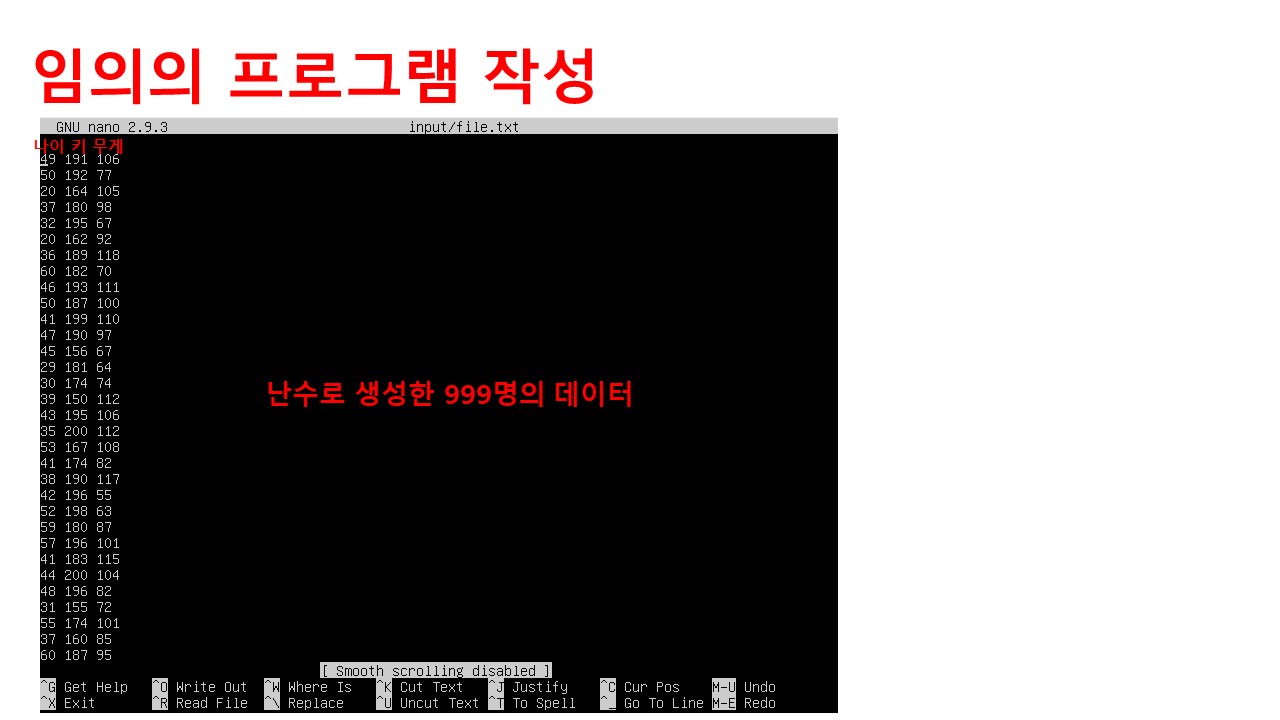 임의의 프로그램 작성
GNU nano 2.9.3 input/file.txt
나이 키 무게
49 191 106
50 192 77
20 164 105
37 180 98
32 195 67
20 162 92
36 189 118
60 182 70
46 193 111
50 187 100
41 199 110
47 190 97
45 156 67
29 181 64
30 174 74
난수로 생성한 999명의 데이터
39 150 112
43 195 106
35 200 112
53 167 108
41 174 82
38 190 117
42 196 55
52 198 63
59 180 87
57 196 101
41 183 115
44 200 104
48 196 82
31 155 72
55 174 101
37 160 85
60 187 95
[ Smooth scrolling disabled ]
^G Get Help ^O Write Out ^W Where Is ^K Cut Text ^J Justify ^C Cur Pos M-U Undo
^X Exit ^R Read File ^\ Replace ^U Uncut Text ^T To Spell ^_ Go To Line M-E Redo